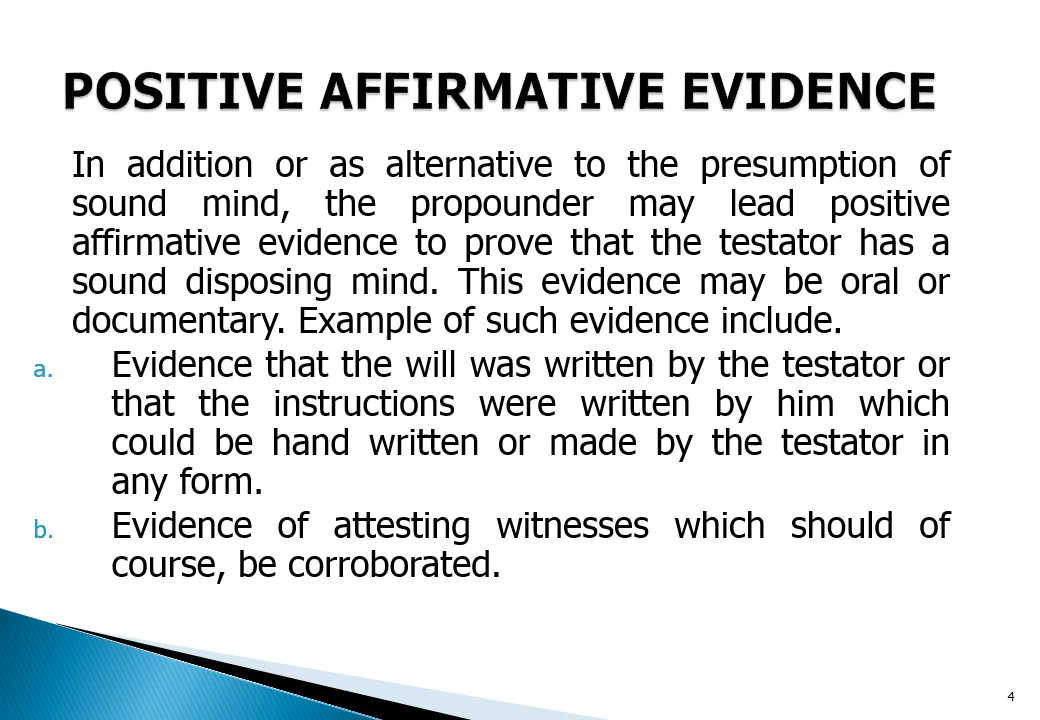 POSITIVE AFFIRMATIVE EVIDENCE
In addition or as alternative to the presumption of
sound mind, the propounder may lead positive
affirmative evidence to prove that the testator has a
sound disposing mind. This evidence may be oral or
documentary. Example of such evidence include.
a. Evidence that the will was written by the testator or
that the instructions were written by him which
could be hand written or made by the testator in
any form.
b. Evidence of attesting witnesses which should of
course, be corroborated.
4